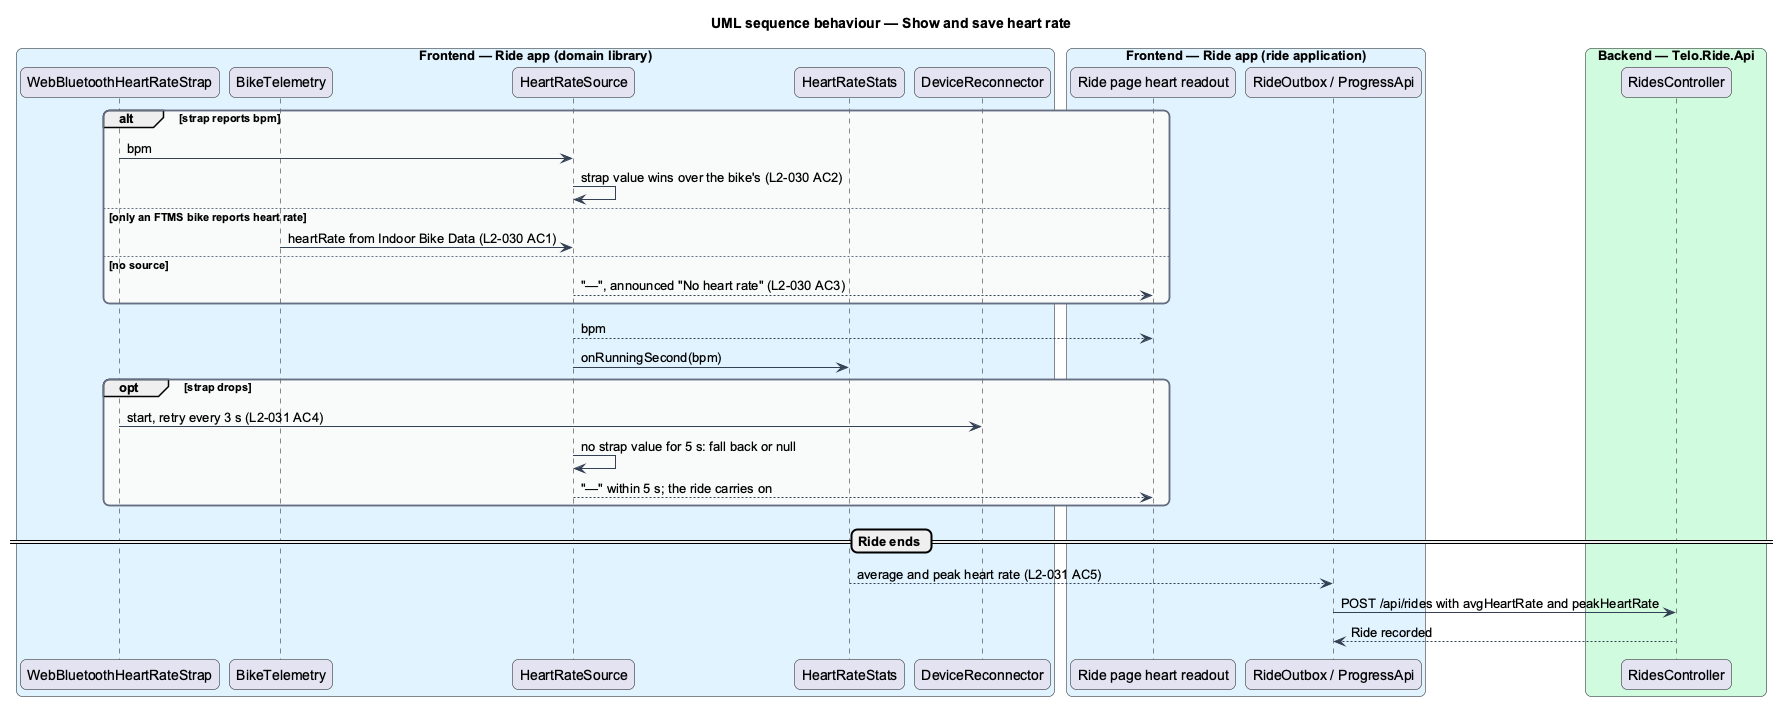 UML sequence behaviour — Show and save heart rate
Frontend — Ride app (domain library)
Frontend — Ride app (ride application)
Backend — Telo.Ride.Api
WebBluetoothHeartRateStrap
BikeTelemetry
HeartRateSource
HeartRateStats
DeviceReconnector
Ride page heart readout
RideOutbox / ProgressApi
RidesController
alt [strap reports bpm]
bpm
strap value wins over the bike's (L2-030 AC2)
[only an FTMS bike reports heart rate]
heartRate from Indoor Bike Data (L2-030 AC1)
[no source]
"—", announced "No heart rate" (L2-030 AC3)
bpm
onRunningSecond(bpm)
opt [strap drops]
start, retry every 3 s (L2-031 AC4)
no strap value for 5 s: fall back or null
"—" within 5 s; the ride carries on
Ride ends
average and peak heart rate (L2-031 AC5)
POST /api/rides with avgHeartRate and peakHeartRate
Ride recorded
WebBluetoothHeartRateStrap
BikeTelemetry
HeartRateSource
HeartRateStats
DeviceReconnector
Ride page heart readout
RideOutbox / ProgressApi
RidesController